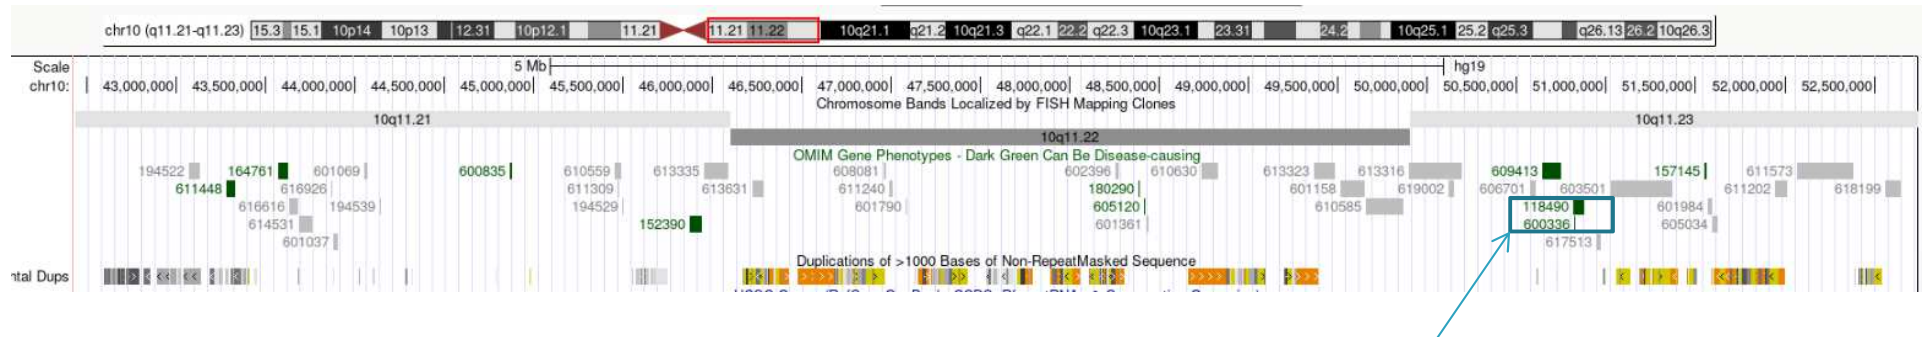 chr10 (q11.21-q11.23) 15.3 15.1 10p14 10p13 12.31 10p12.1 11.21 11.21 11.22 10q21.1 q21.2 10q21.3 q22.1 22.2 q22.3 10q23.1 23.31 24.2 10q25.1 25.2 q25.3 q26.13 26.2 10q26.3
Scale 5 Mb hg19
chr10: 43,000,000 43,500,000 44,000,000 44,500,000 45,000,000 45,500,000 46,000,000 46,500,000 47,000,000 47,500,000 48,000,000 48,500,000 49,000,000 49,500,000 50,000,000 50,500,000 51,000,000 51,500,000 52,000,000 52,500,000
Chromosome Bands Localized by FISH Mapping Clones
10q11.21 10q11.23
10q11.22
OMIM Gene Phenotypes - Dark Green Can Be Disease-causing
194522 164761 601069 600835 610559 613335 608081 602396 610630 613323 613316 609413 157145 611573
611448 616926 611309 613631 611240 180290 601158 619002 606701 603501 611202 618199
616616 194539 194529 601790 605120 610585 118490 601984
614531 152390 601361 600336 605034
601037 617513
Duplications of >1000 Bases of Non-RepeatMasked Sequence
ntal Dups